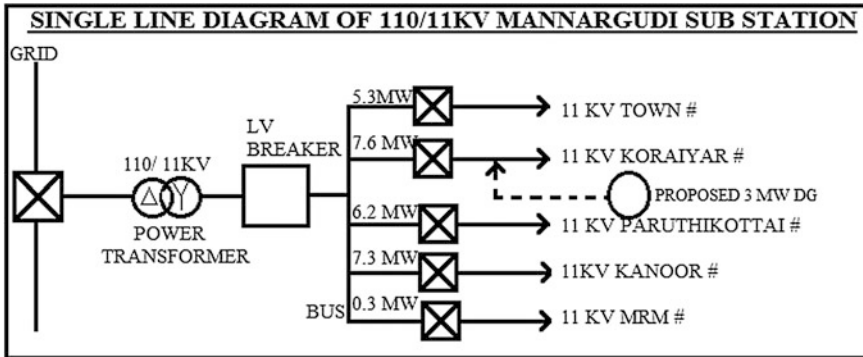 SINGLE LINE DIAGRAM OF 110/11KV MANNARGUDI SUB STATION
GRID
110/ 11KV
POWER
TRANSFORMER
LV
BREAKER
BUS
5.3MW
11 KV TOWN #
7.6 MW
11 KV KORAIYAR #
PROPOSED 3 MW DG
6.2 MW
11 KV PARUTHIKOTTAI #
7.3 MW
11KV KANOOR #
0.3 MW
11 KV MRM #